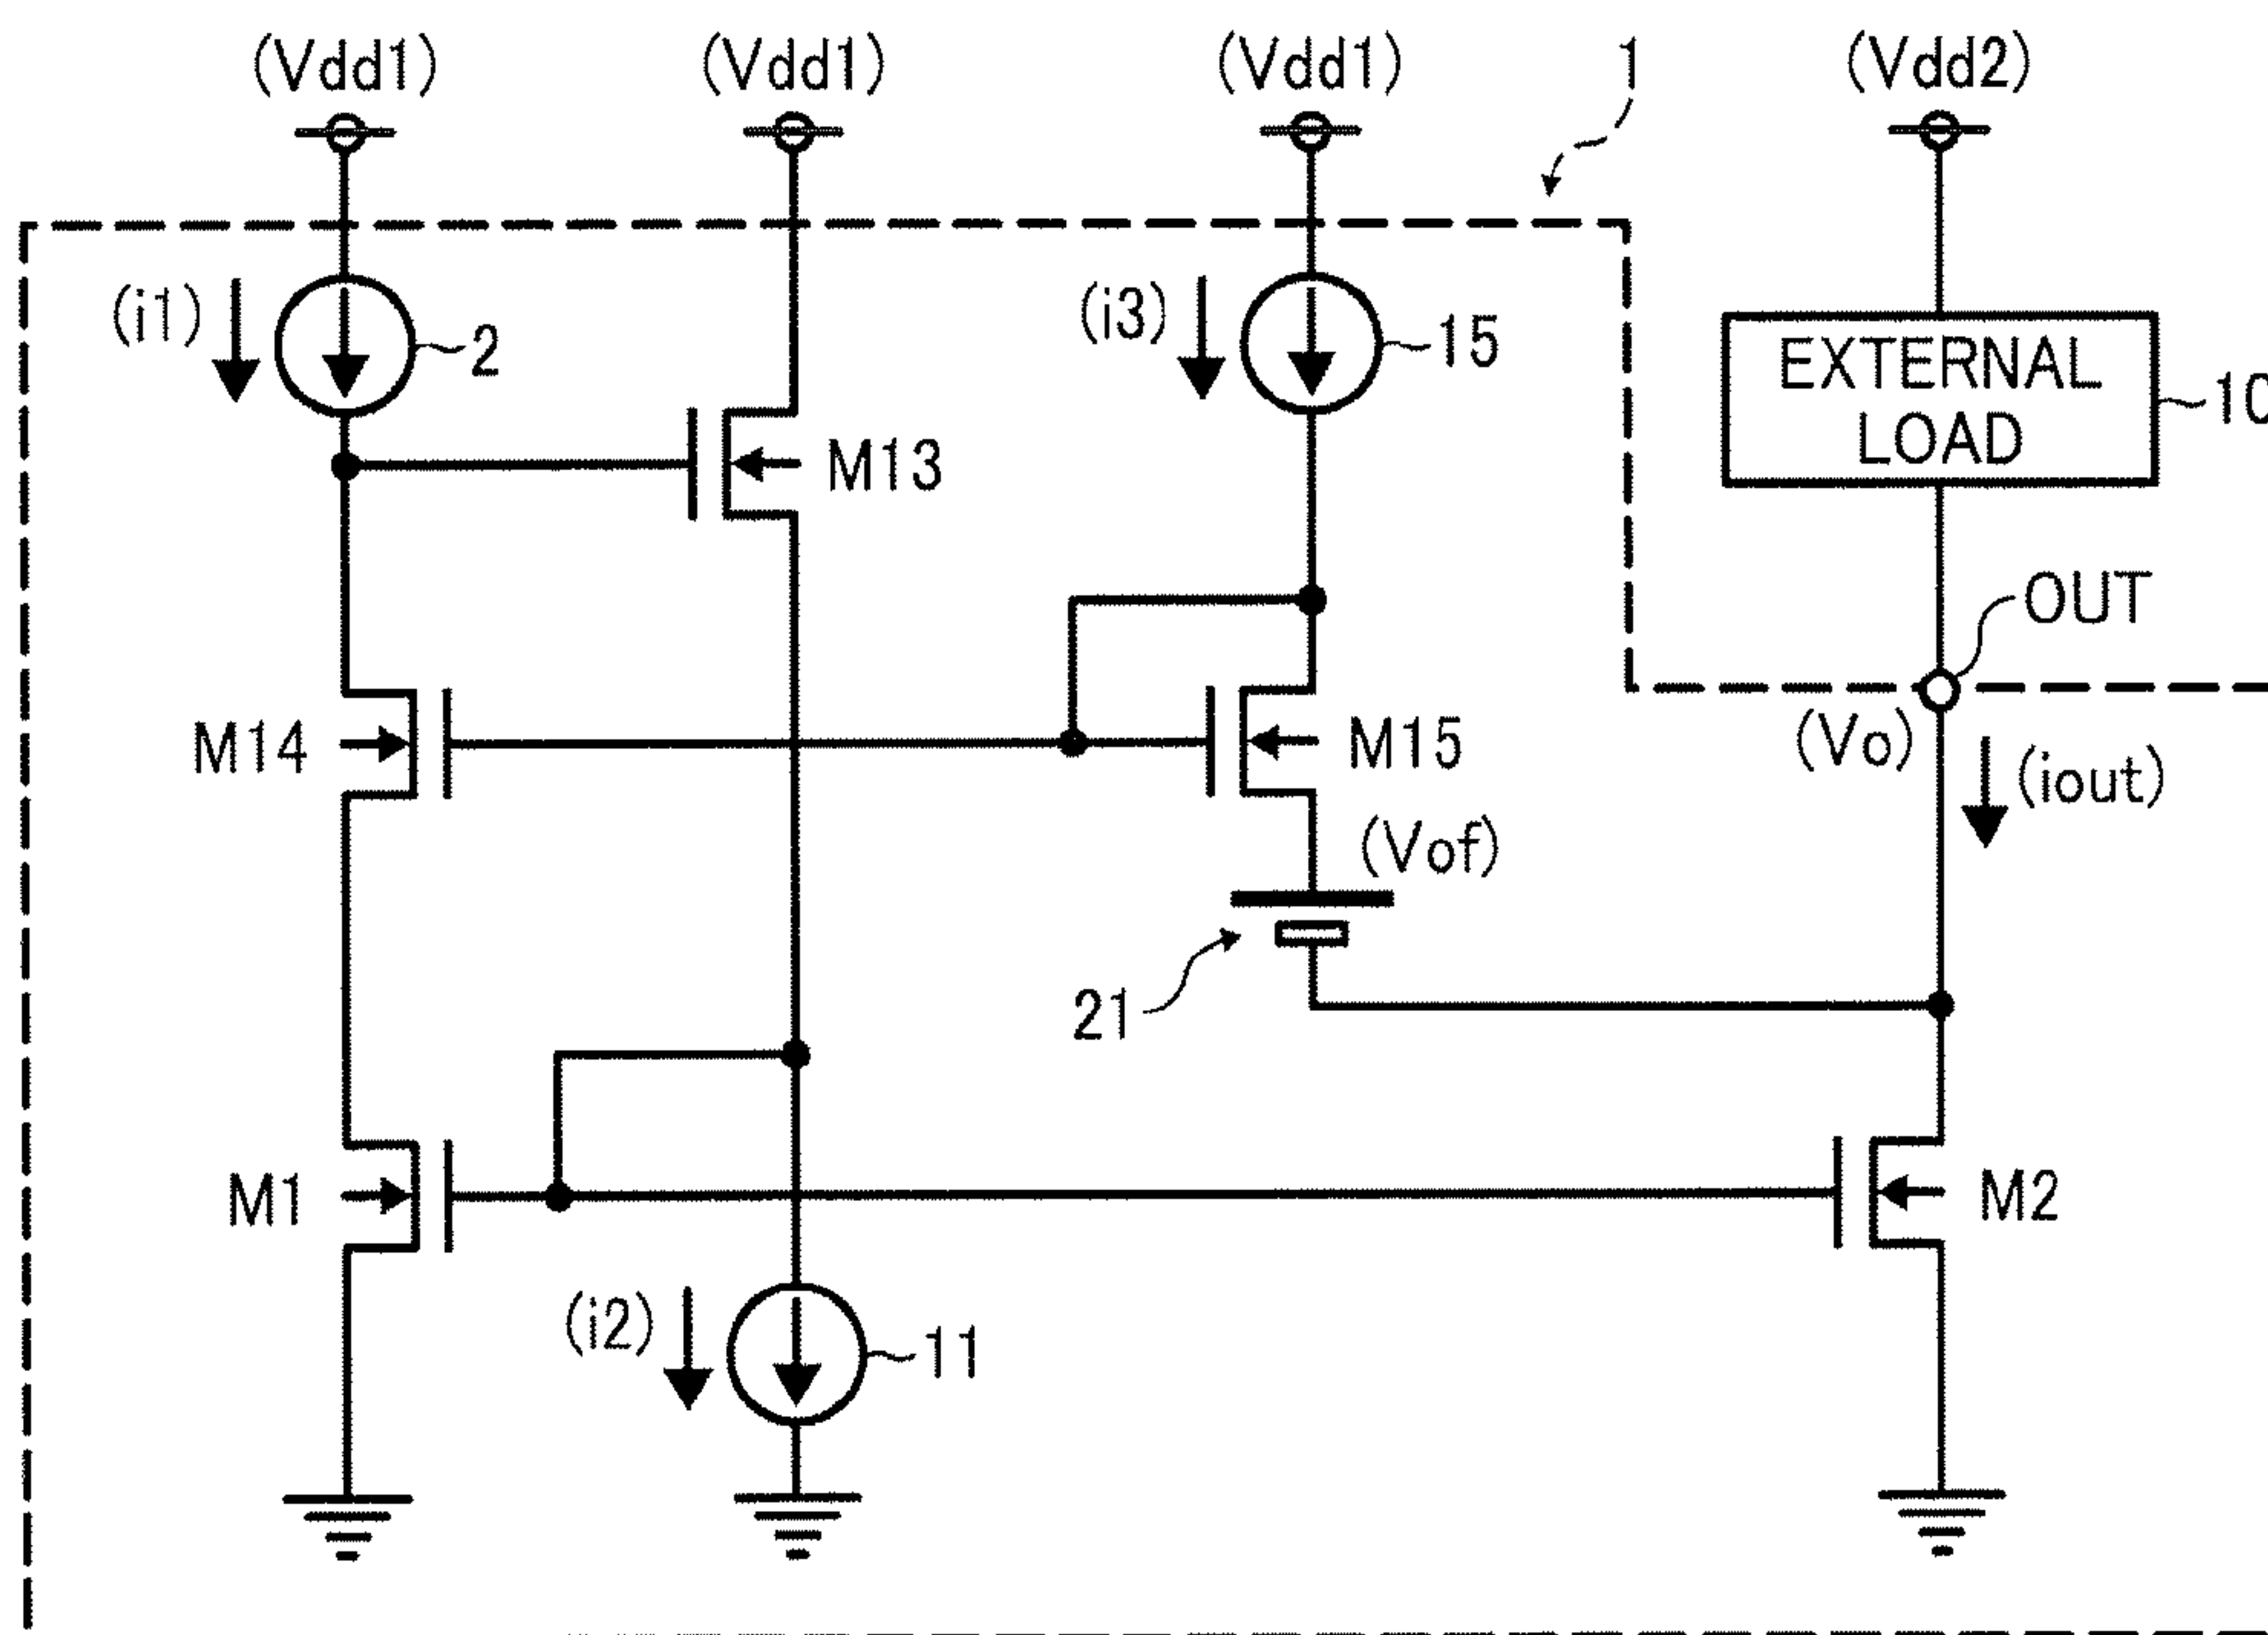 (Vdd1) (Vdd1) (Vdd1) 1 (Vdd2)
(i1) 2 (i3) 15
EXTERNAL
LOAD 10
M13
OUT
M14 M15 (Vo) (iout)
(Vof)
21
M1 M2
(i2) 11